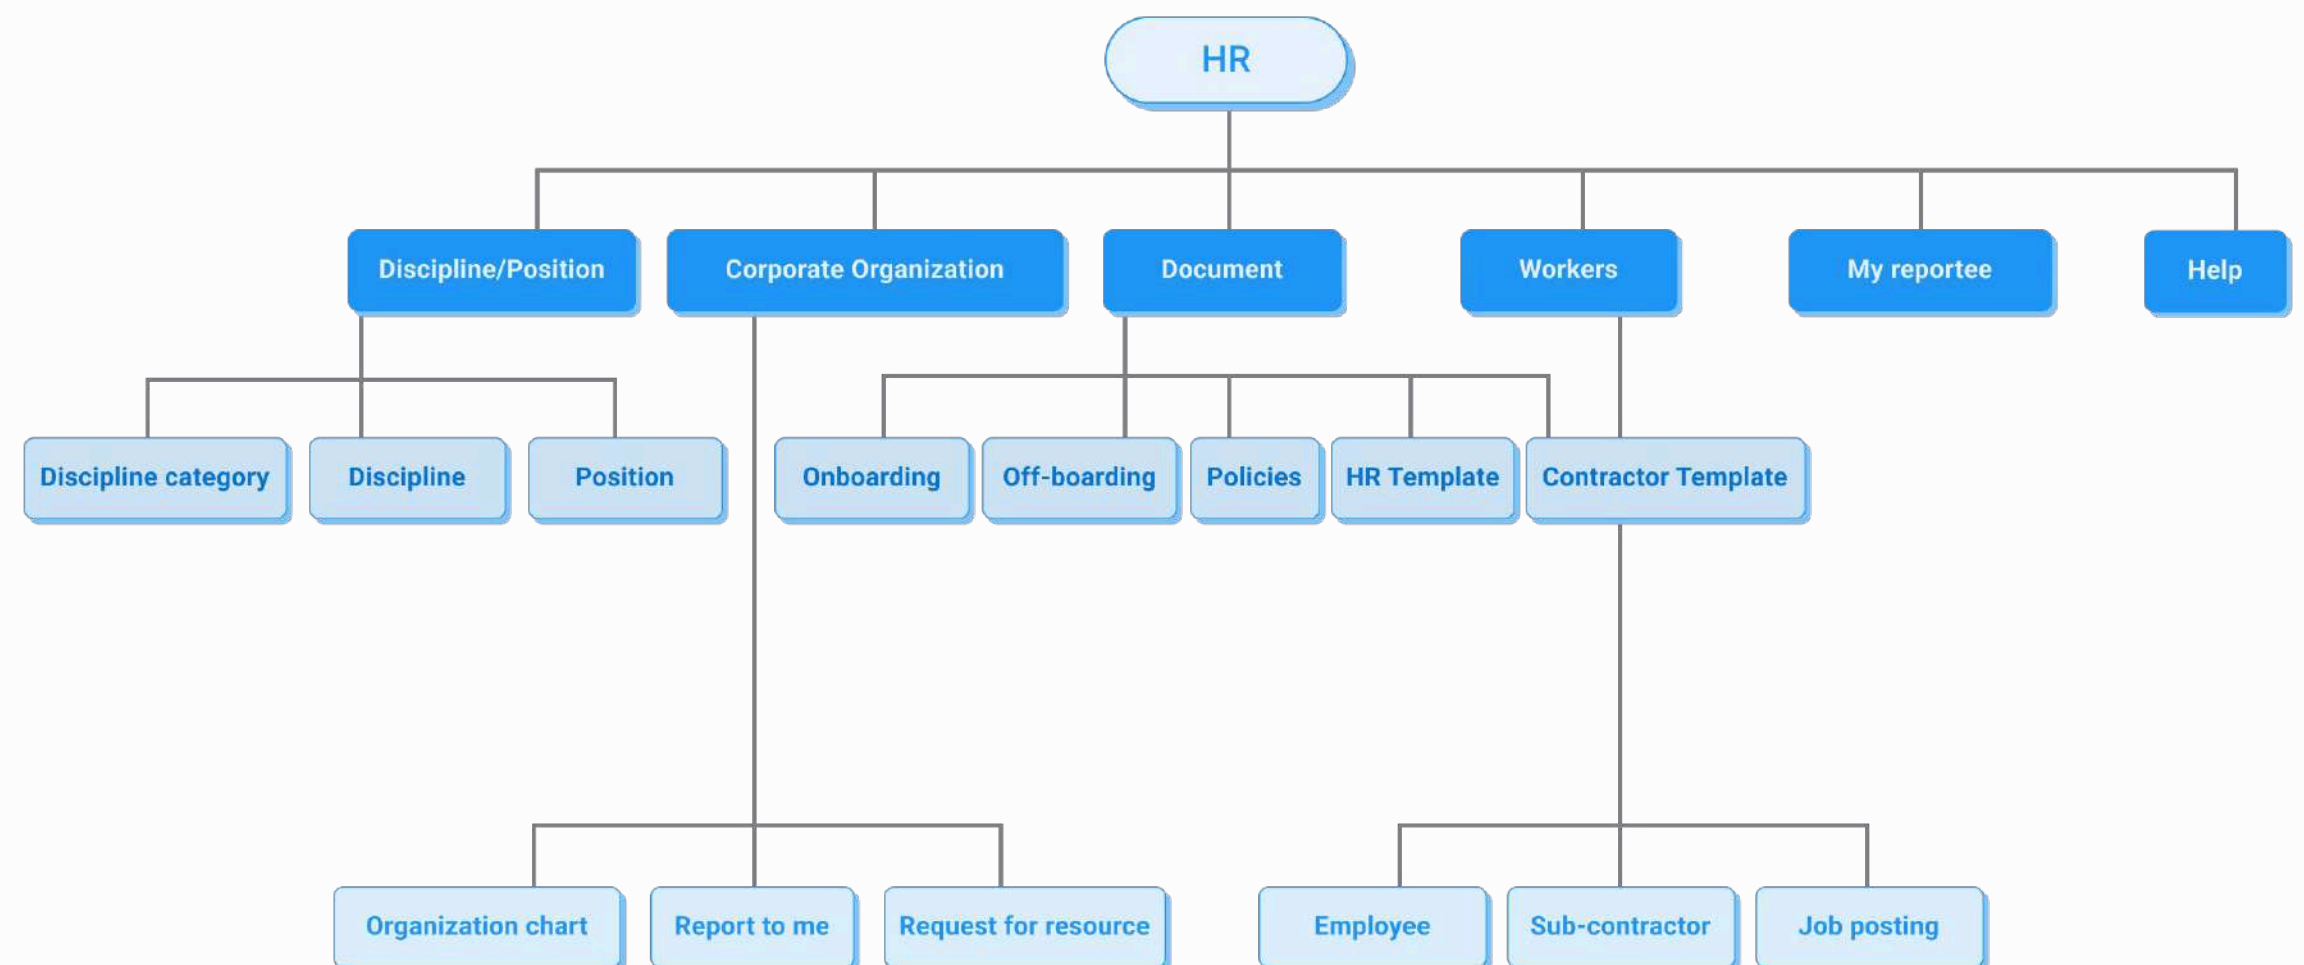 HR
Discipline/Position
Corporate Organization
Document
Workers
My reportee
Help
Discipline category
Discipline
Position
Onboarding
Off-boarding
Policies
HR Template
Contractor Template
Organization chart
Report to me
Request for resource
Employee
Sub-contractor
Job posting